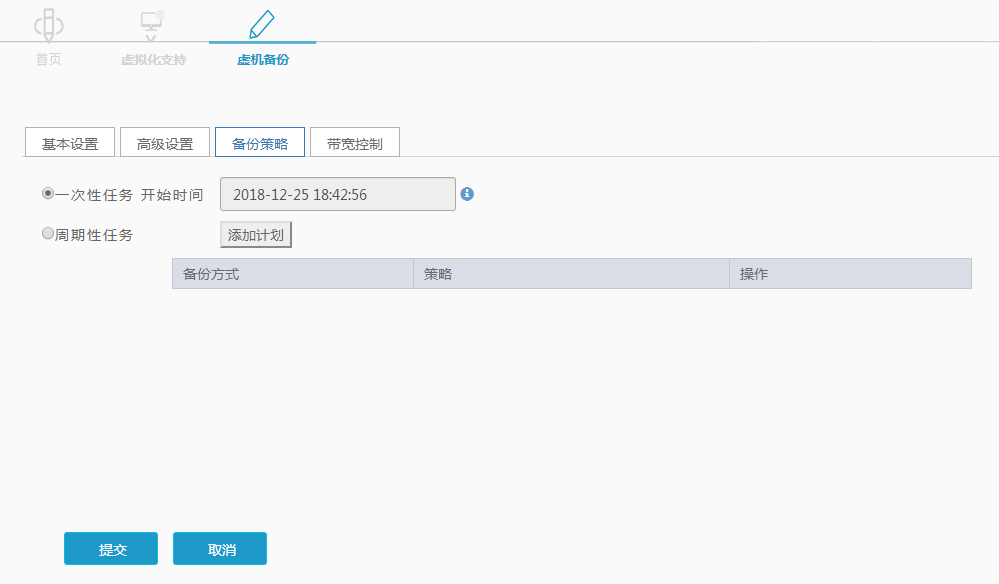 首页 虚拟化支持 虚机备份
基本设置 高级设置 备份策略 带宽控制
一次性任务 开始时间 2018-12-25 18:42:56
周期性任务 添加计划
备份方式 策略 操作
提交 取消